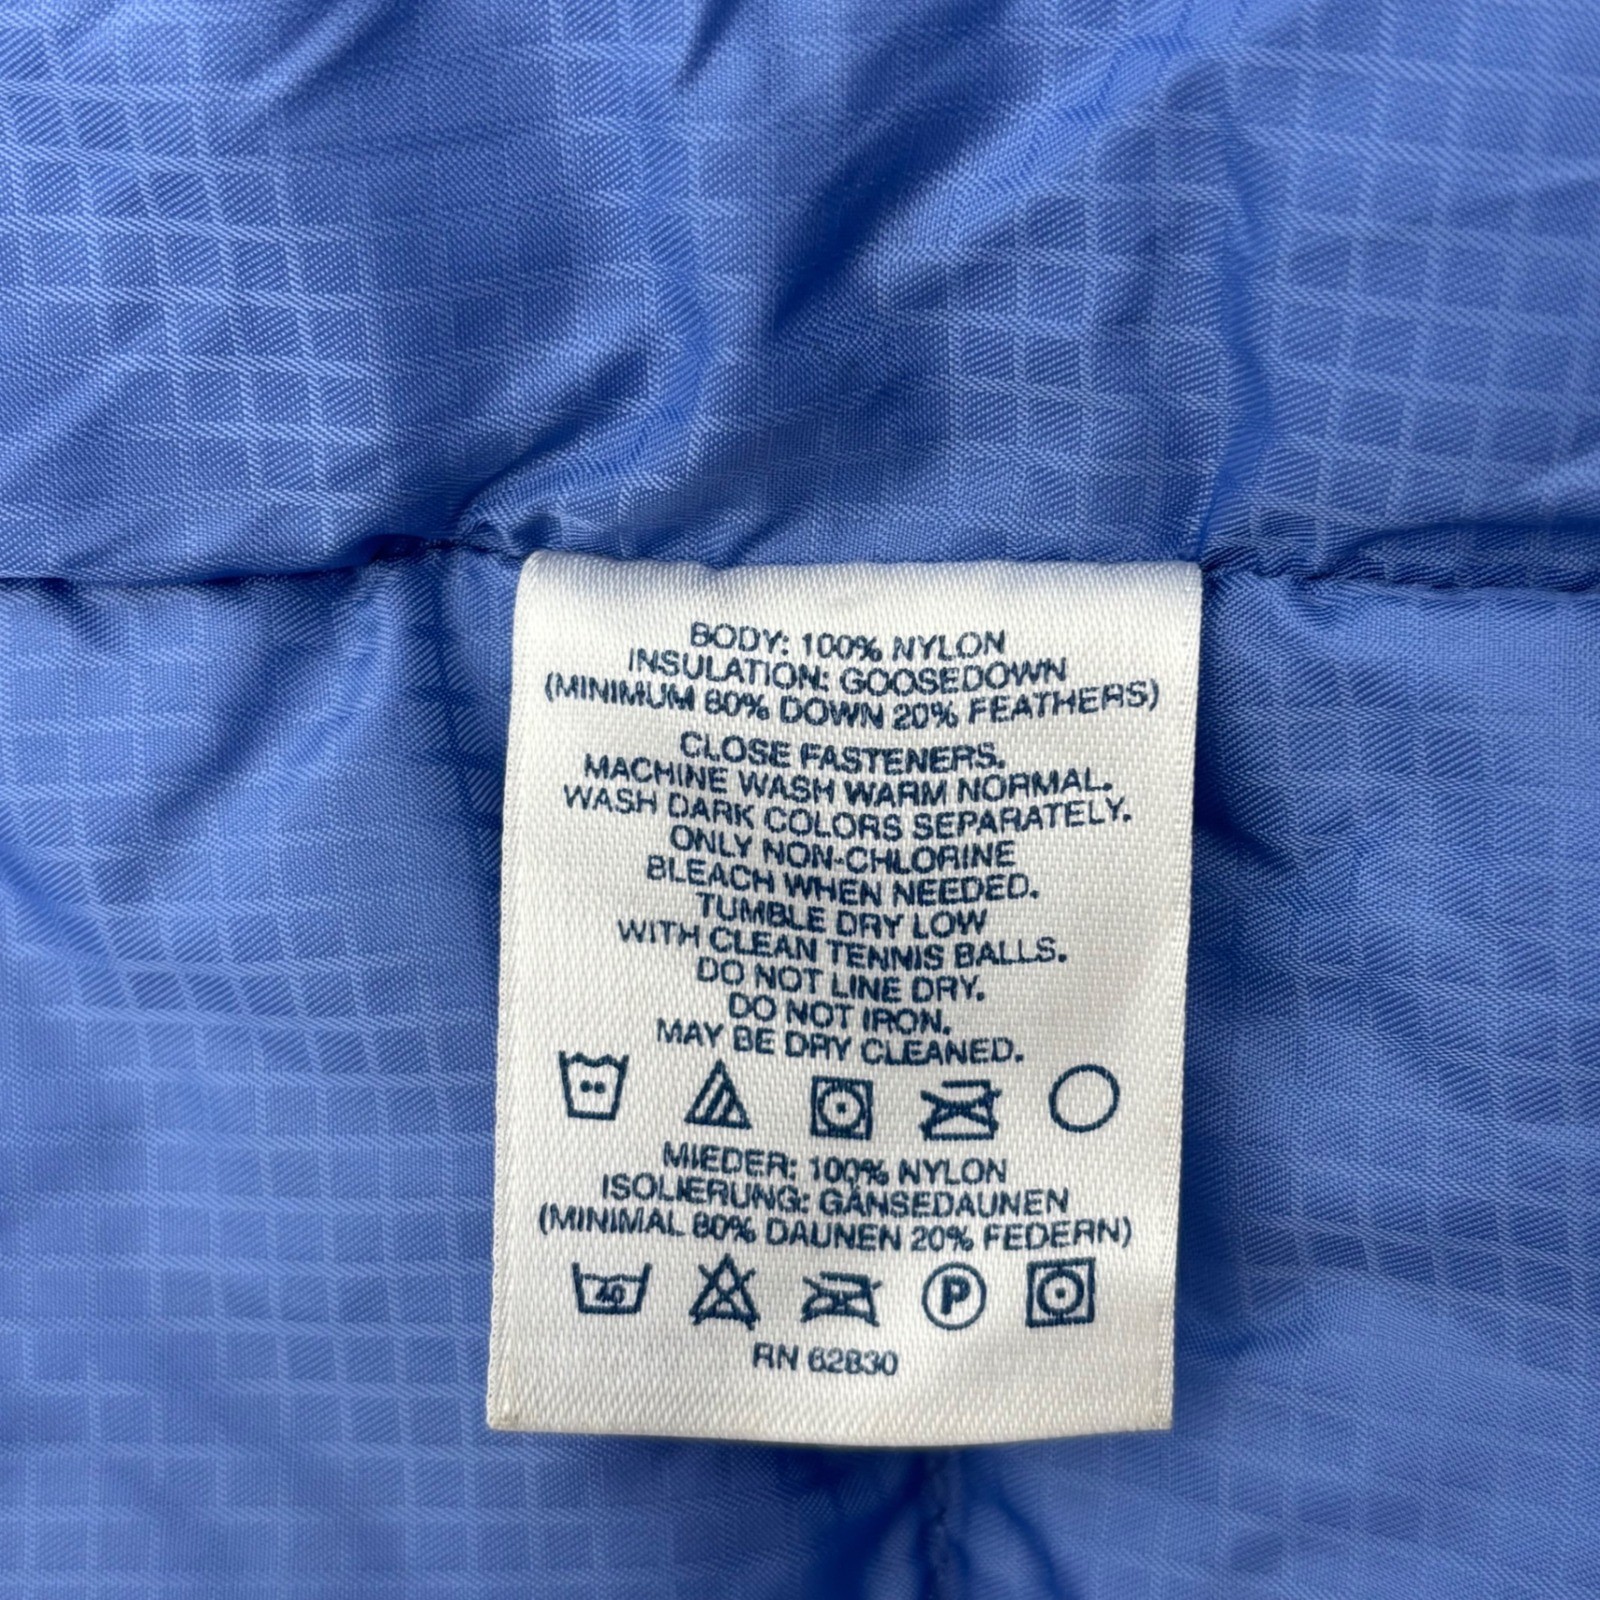 BODY: 100% NYLON
INSULATION: GOOSEDOWN
(MINIMUM 80% DOWN 20% FEATHERS)
CLOSE FASTENERS.
MACHINE WASH WARM NORMAL.
WASH DARK COLORS SEPARATELY.
ONLY NON-CHLORINE
BLEACH WHEN NEEDED.
TUMBLE DRY LOW
WITH CLEAN TENNIS BALLS.
DO NOT LINE DRY.
DO NOT IRON.
MAY BE DRY CLEANED.
MIEDER: 100% NYLON
ISOLIERUNG: GÄNSEDAUNEN
(MINIMAL 80% DAUNEN 20% FEDERN)
40 P
RN 62830